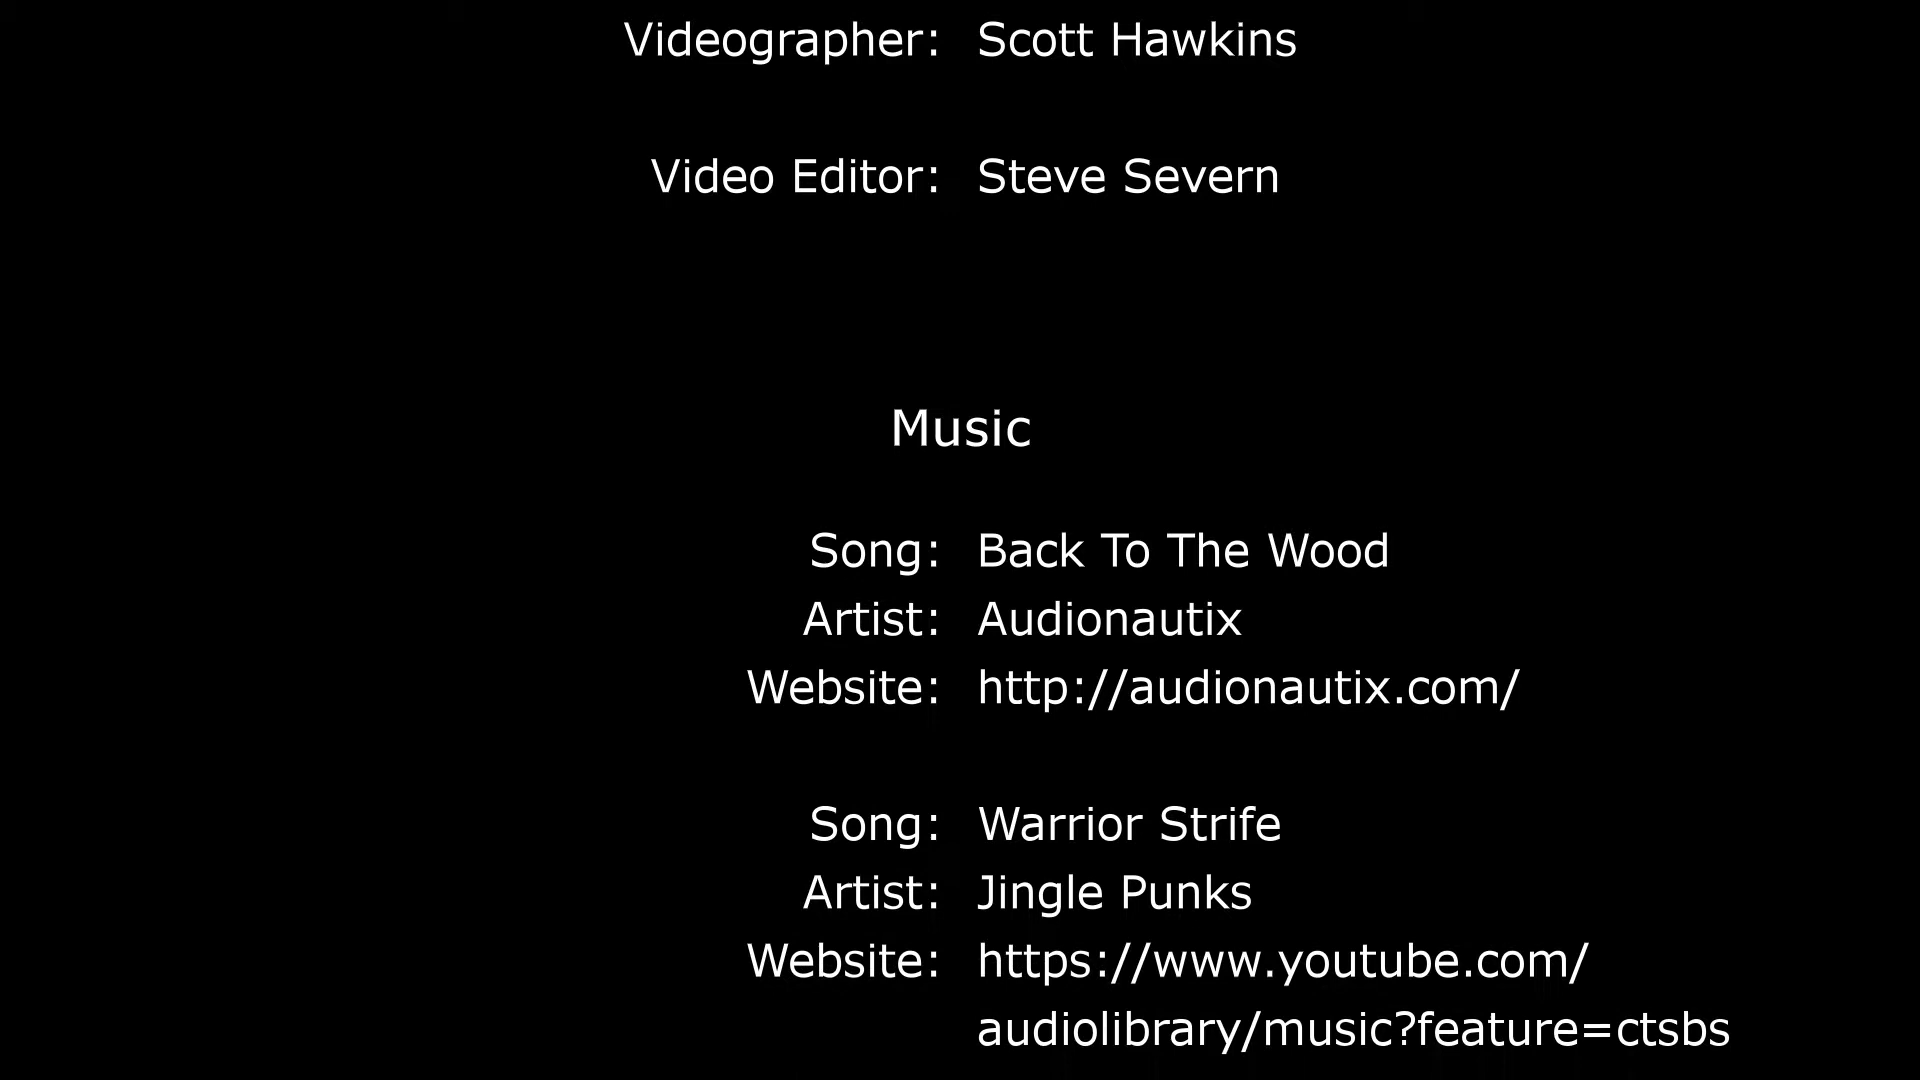 Videographer: Scott Hawkins
Video Editor: Steve Severn
Music
Song: Back To The Wood
Artist: Audionautix
Website: http://audionautix.com/
Song: Warrior Strife
Artist: Jingle Punks
Website: https://www.youtube.com/
audiolibrary/music?feature=ctsbs